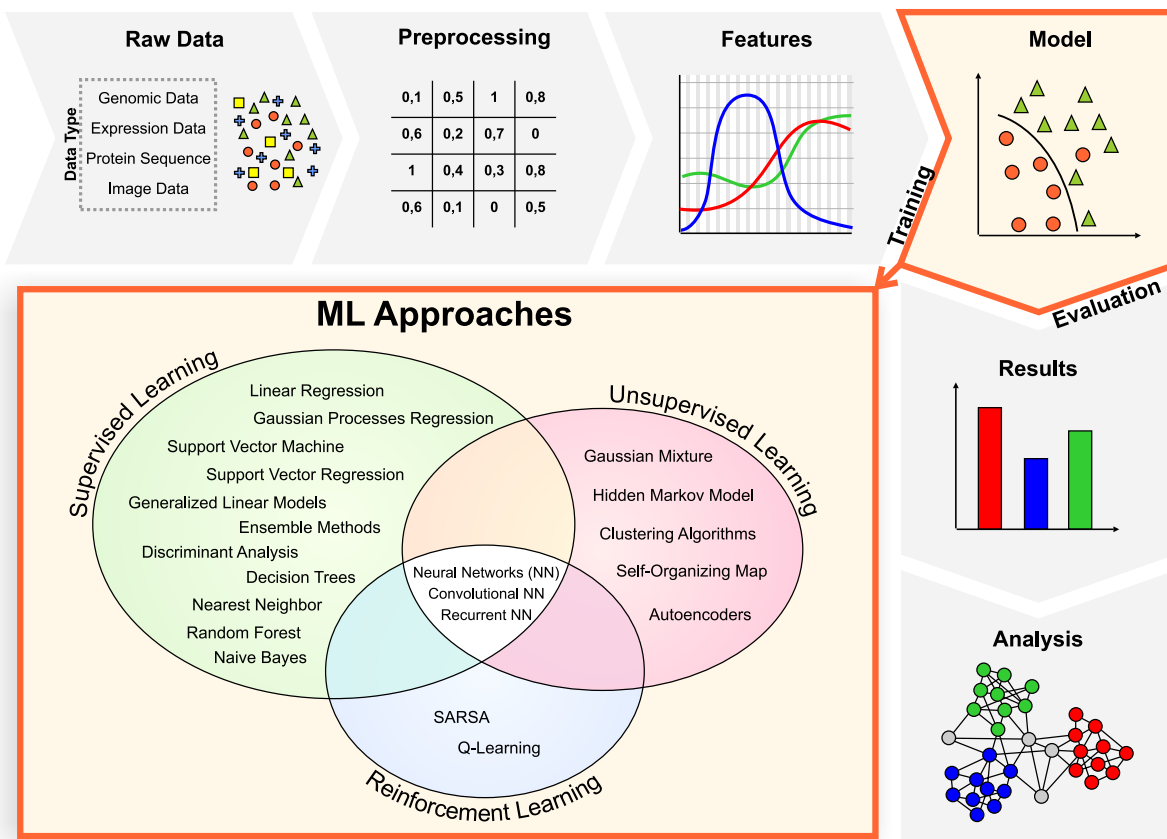 Raw Data
Data Type
Genomic Data
Expression Data
Protein Sequence
Image Data
Preprocessing
0,1 0,5 1 0,8
0,6 0,2 0,7 0
1 0,4 0,3 0,8
0,6 0,1 0 0,5
Features
Model
Training
Evaluation
ML Approaches
Supervised Learning
Linear Regression
Gaussian Processes Regression
Support Vector Machine
Support Vector Regression
Generalized Linear Models
Ensemble Methods
Discriminant Analysis
Decision Trees
Nearest Neighbor
Random Forest
Naive Bayes
Unsupervised Learning
Gaussian Mixture
Hidden Markov Model
Clustering Algorithms
Self-Organizing Map
Autoencoders
Neural Networks (NN)
Convolutional NN
Recurrent NN
SARSA
Q-Learning
Reinforcement Learning
Results
Analysis